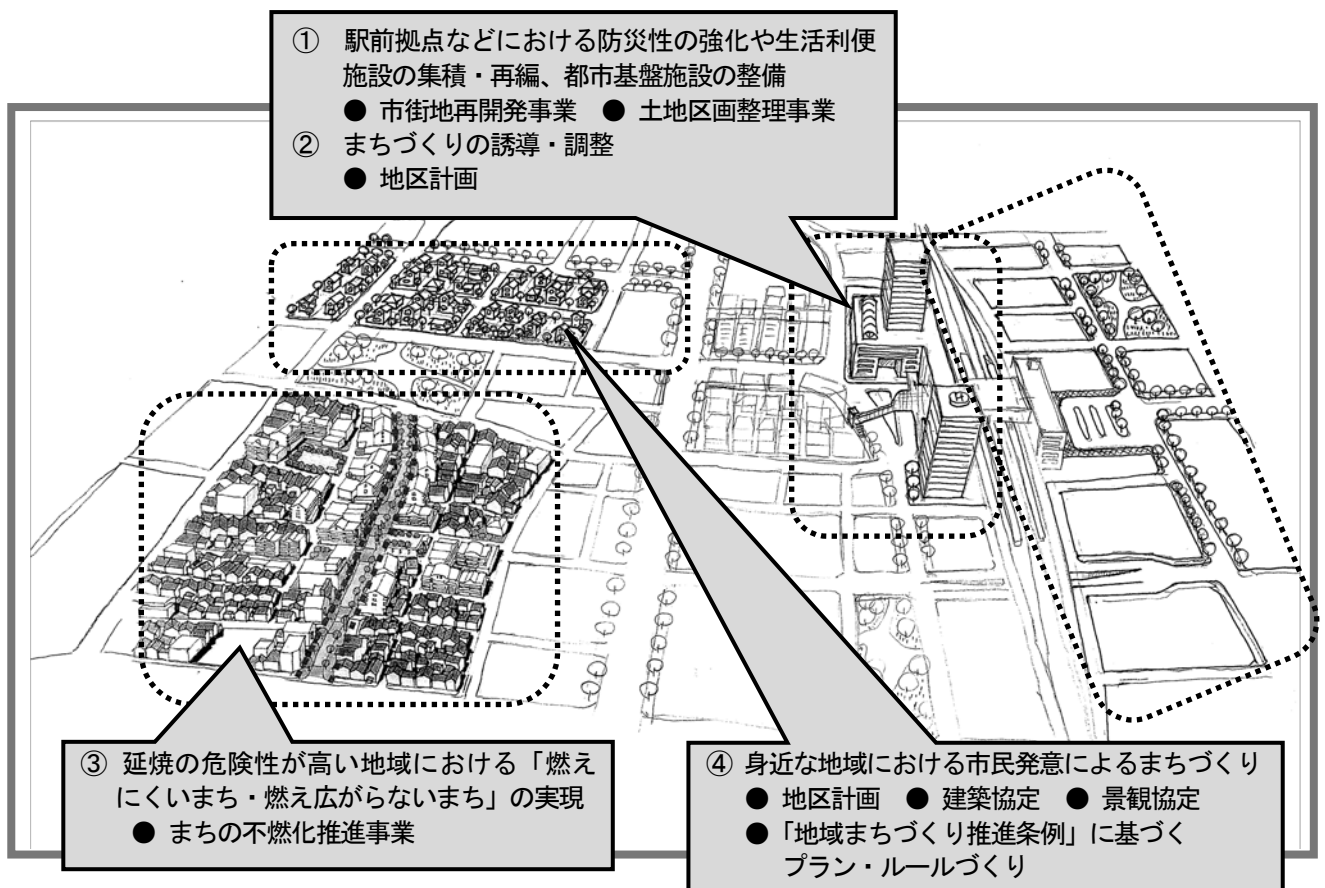 ① 駅前拠点などにおける防災性の強化や生活利便
施設の集積・再編、都市基盤施設の整備
● 市街地再開発事業 ● 土地区画整理事業
② まちづくりの誘導・調整
● 地区計画
③ 延焼の危険性が高い地域における「燃え
にくいまち・燃え広がらないまち」の実現
● まちの不燃化推進事業
④ 身近な地域における市民発意によるまちづくり
● 地区計画 ● 建築協定 ● 景観協定
● 「地域まちづくり推進条例」に基づく
プラン・ルールづくり
H